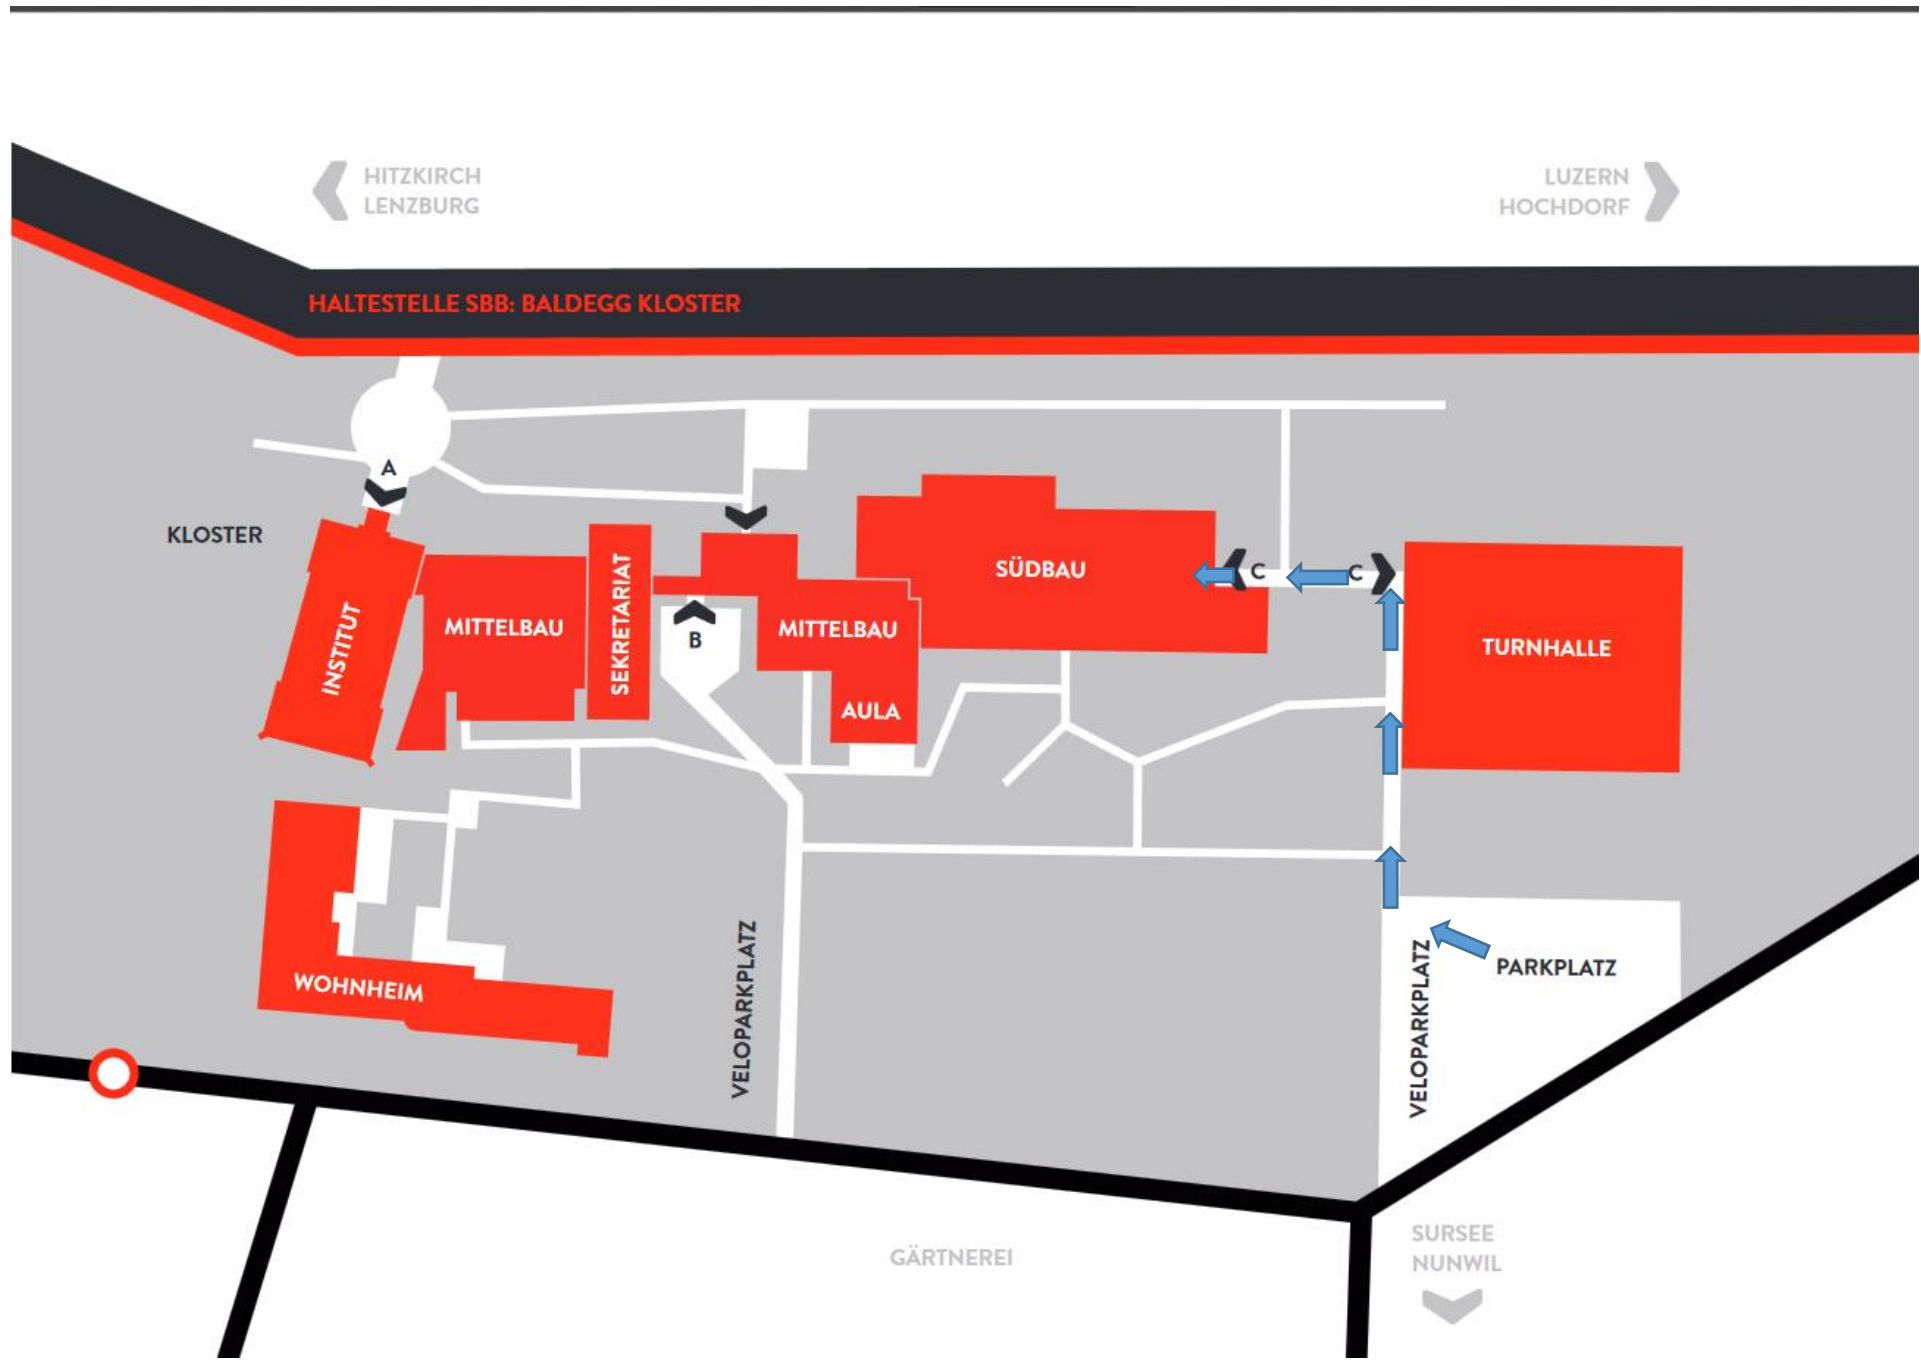 HITZKIRCH
LENZBURG
LUZERN
HOCHDORF
HALTESTELLE SBB: BALDEGG KLOSTER
A
KLOSTER
INSTITUT
MITTELBAU
SEKRETARIAT
B
MITTELBAU
AULA
SÜDBAU
C
C
TURNHALLE
WOHNHEIM
VELOPARKPLATZ
VELOPARKPLATZ
PARKPLATZ
GÄRTNEREI
SURSEE
NUNWIL